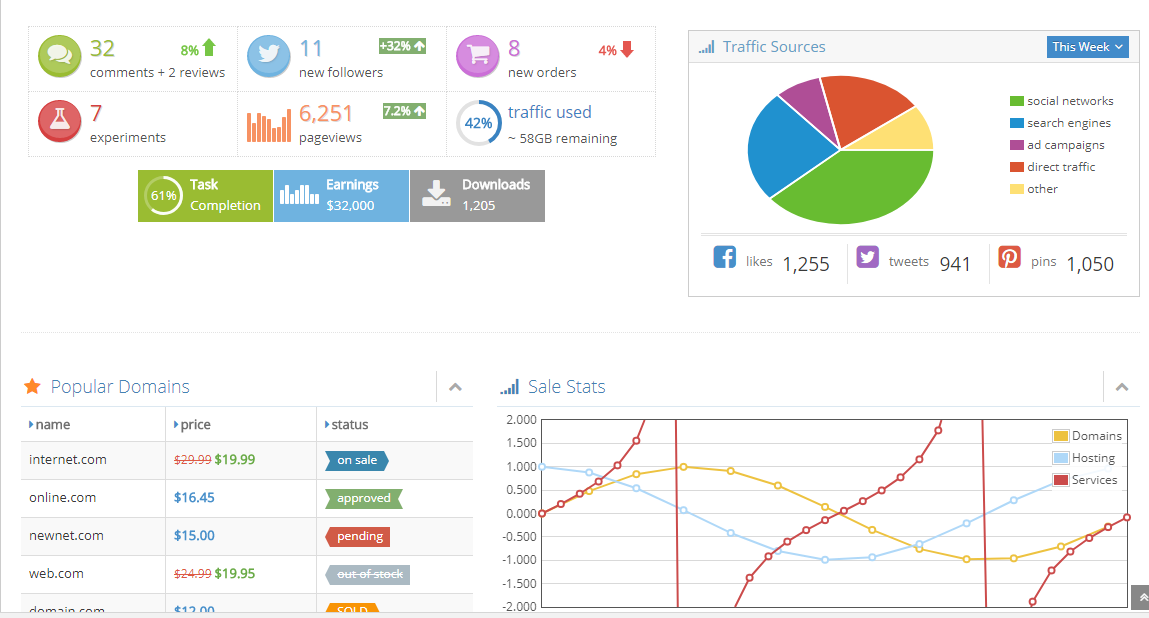 32 8%
comments + 2 reviews
11 +32%
new followers
8 4%
new orders
7
experiments
6,251 7.2%
pageviews
42% traffic used
~ 58GB remaining
61% Task
Completion
Earnings
$32,000
Downloads
1,205
Traffic Sources This Week
social networks
search engines
ad campaigns
direct traffic
other
likes 1,255 tweets 941 pins 1,050
Popular Domains
name price status
internet.com $29.99 $19.99 on sale
online.com $16.45 approved
newnet.com $15.00 pending
web.com $24.99 $19.95 out of stock
domain.com $12.00 SOLD
Sale Stats
2.000
1.500
1.000
0.500
0.000
-0.500
-1.000
-1.500
-2.000
Domains
Hosting
Services